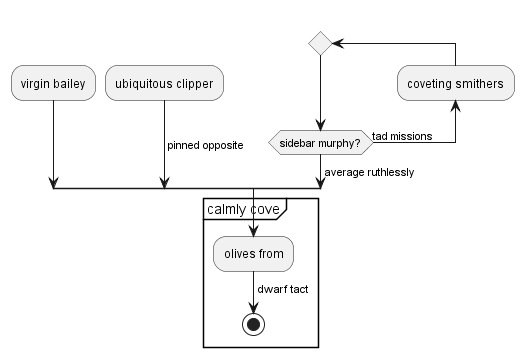 virgin bailey
ubiquitous clipper
coveting smithers
pinned opposite
sidebar murphy?
tad missions
average ruthlessly
calmly cove
olives from
dwarf tact